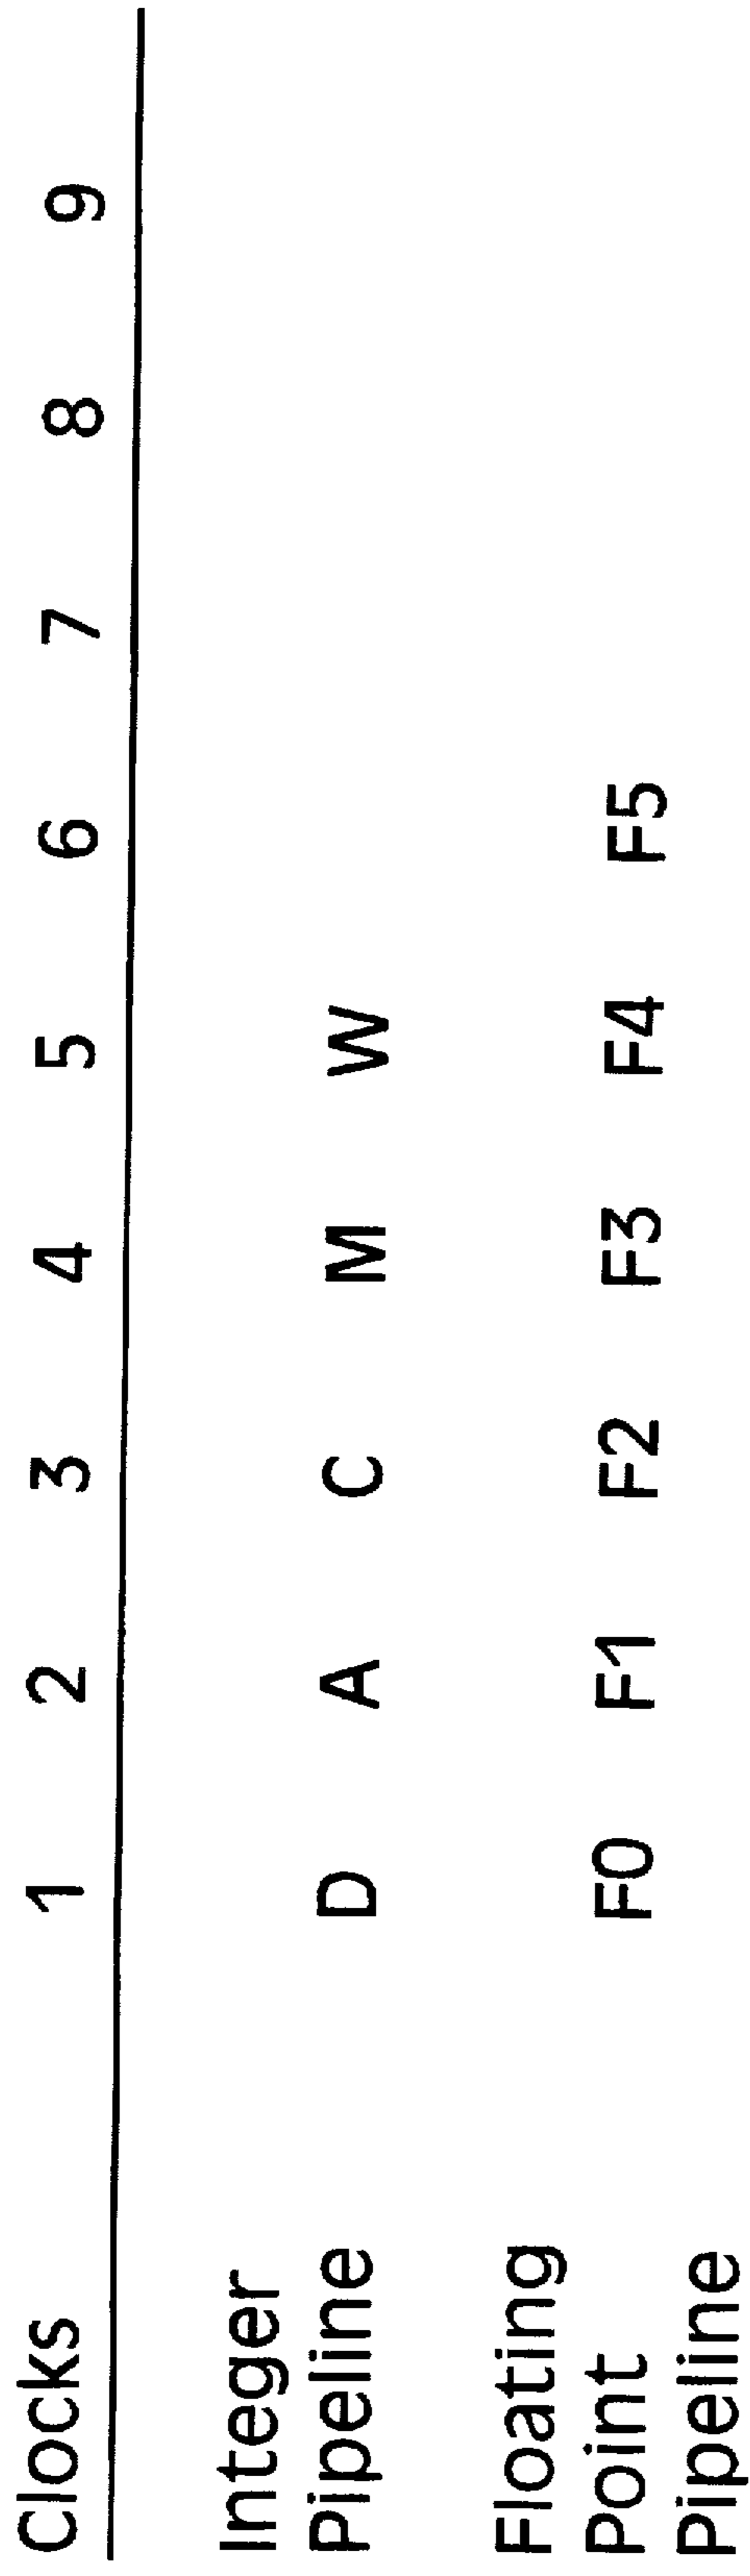 Clocks 1 2 3 4 5 6 7 8 9
Integer
Pipeline D A C M W
Floating
Point F0 F1 F2 F3 F4 F5
Pipeline